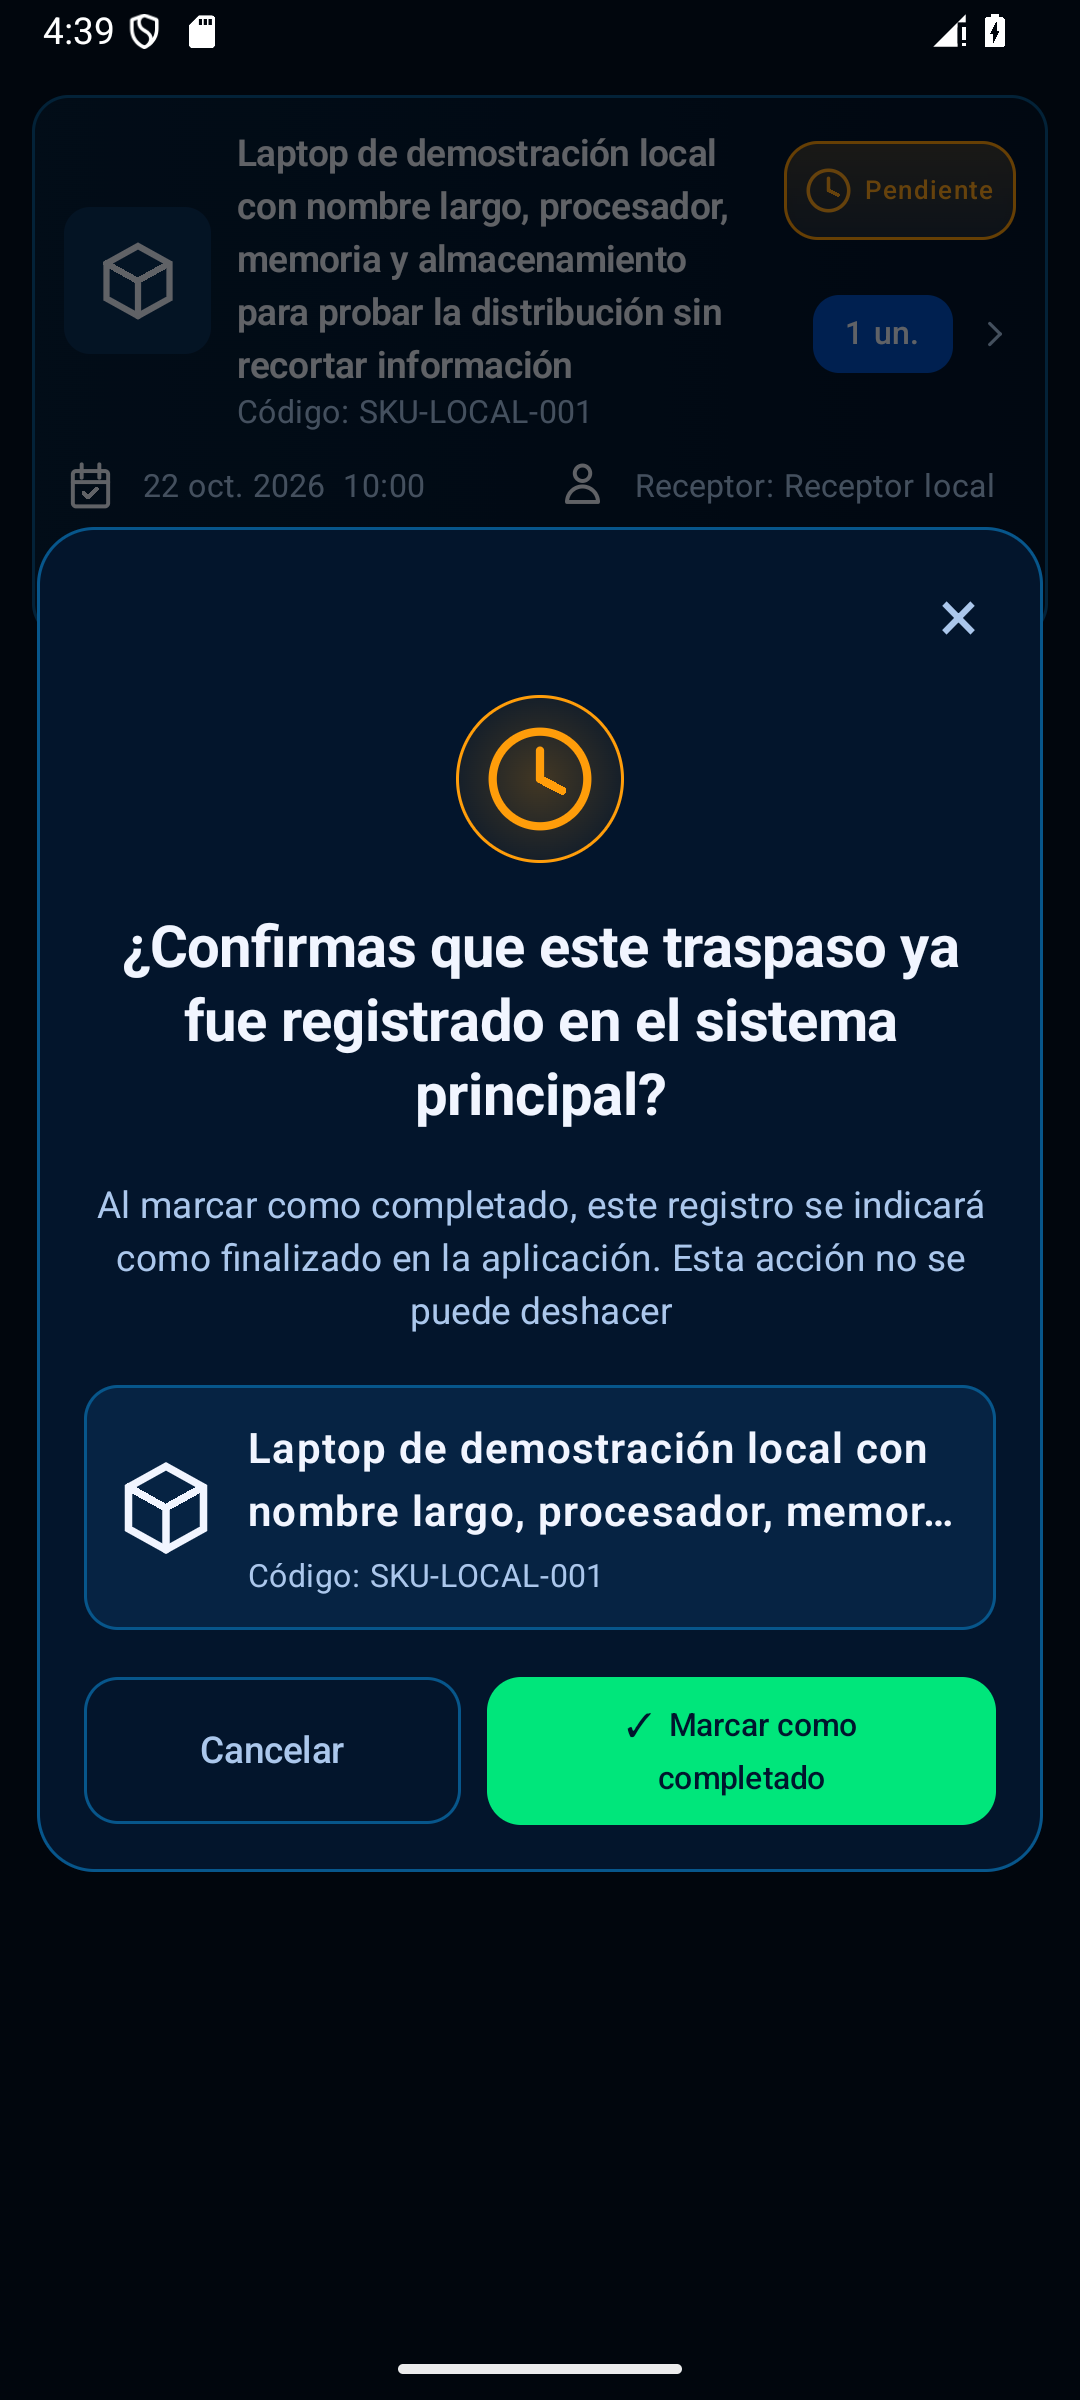 4:39
Laptop de demostración local
con nombre largo, procesador,
memoria y almacenamiento
para probar la distribución sin
recortar información
Código: SKU-LOCAL-001
Pendiente
1 un.
22 oct. 2026 10:00
Receptor: Receptor local
¿Confirmas que este traspaso ya
fue registrado en el sistema
principal?
Al marcar como completado, este registro se indicará
como finalizado en la aplicación. Esta acción no se
puede deshacer
Laptop de demostración local con
nombre largo, procesador, memor…
Código: SKU-LOCAL-001
Cancelar
✓ Marcar como
completado